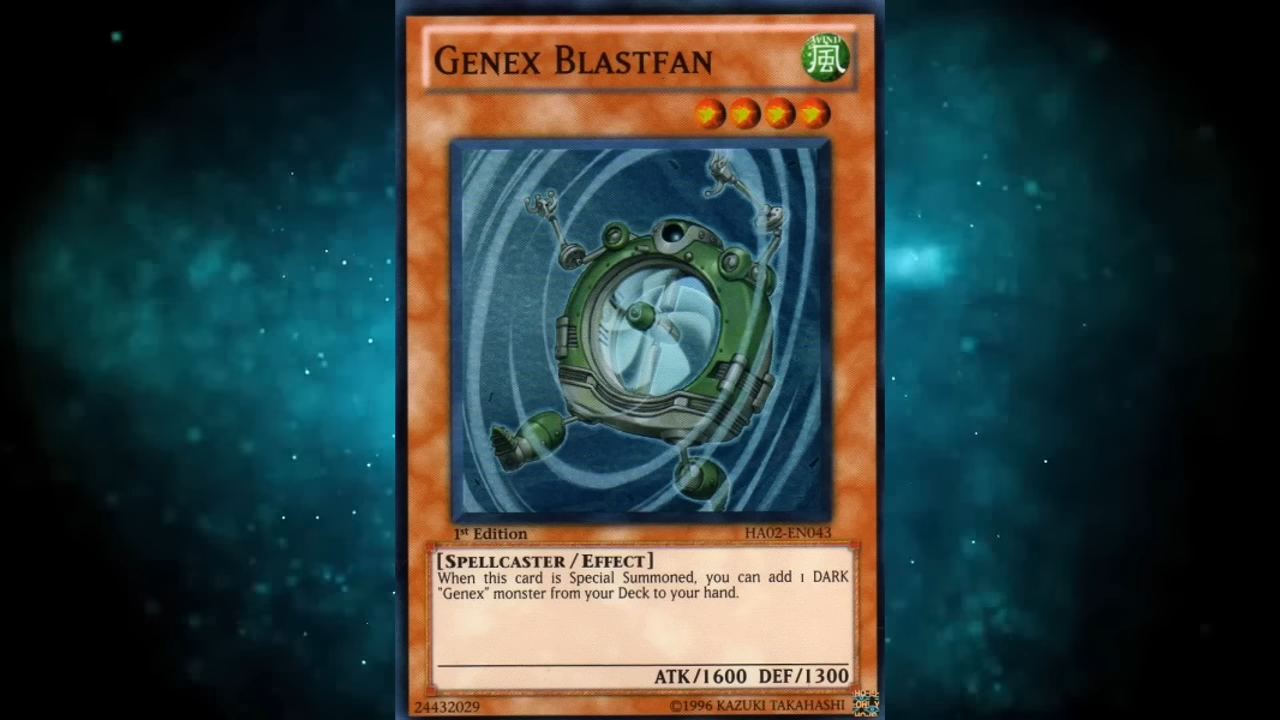 GENEX BLASTFAN
WIND
風
1st Edition
HA02-EN043
[SPELLCASTER / EFFECT]
When this card is Special Summoned, you can add 1 DARK
"Genex" monster from your Deck to your hand.
ATK/1600 DEF/1300
24432029
©1996 KAZUKI TAKAHASHI